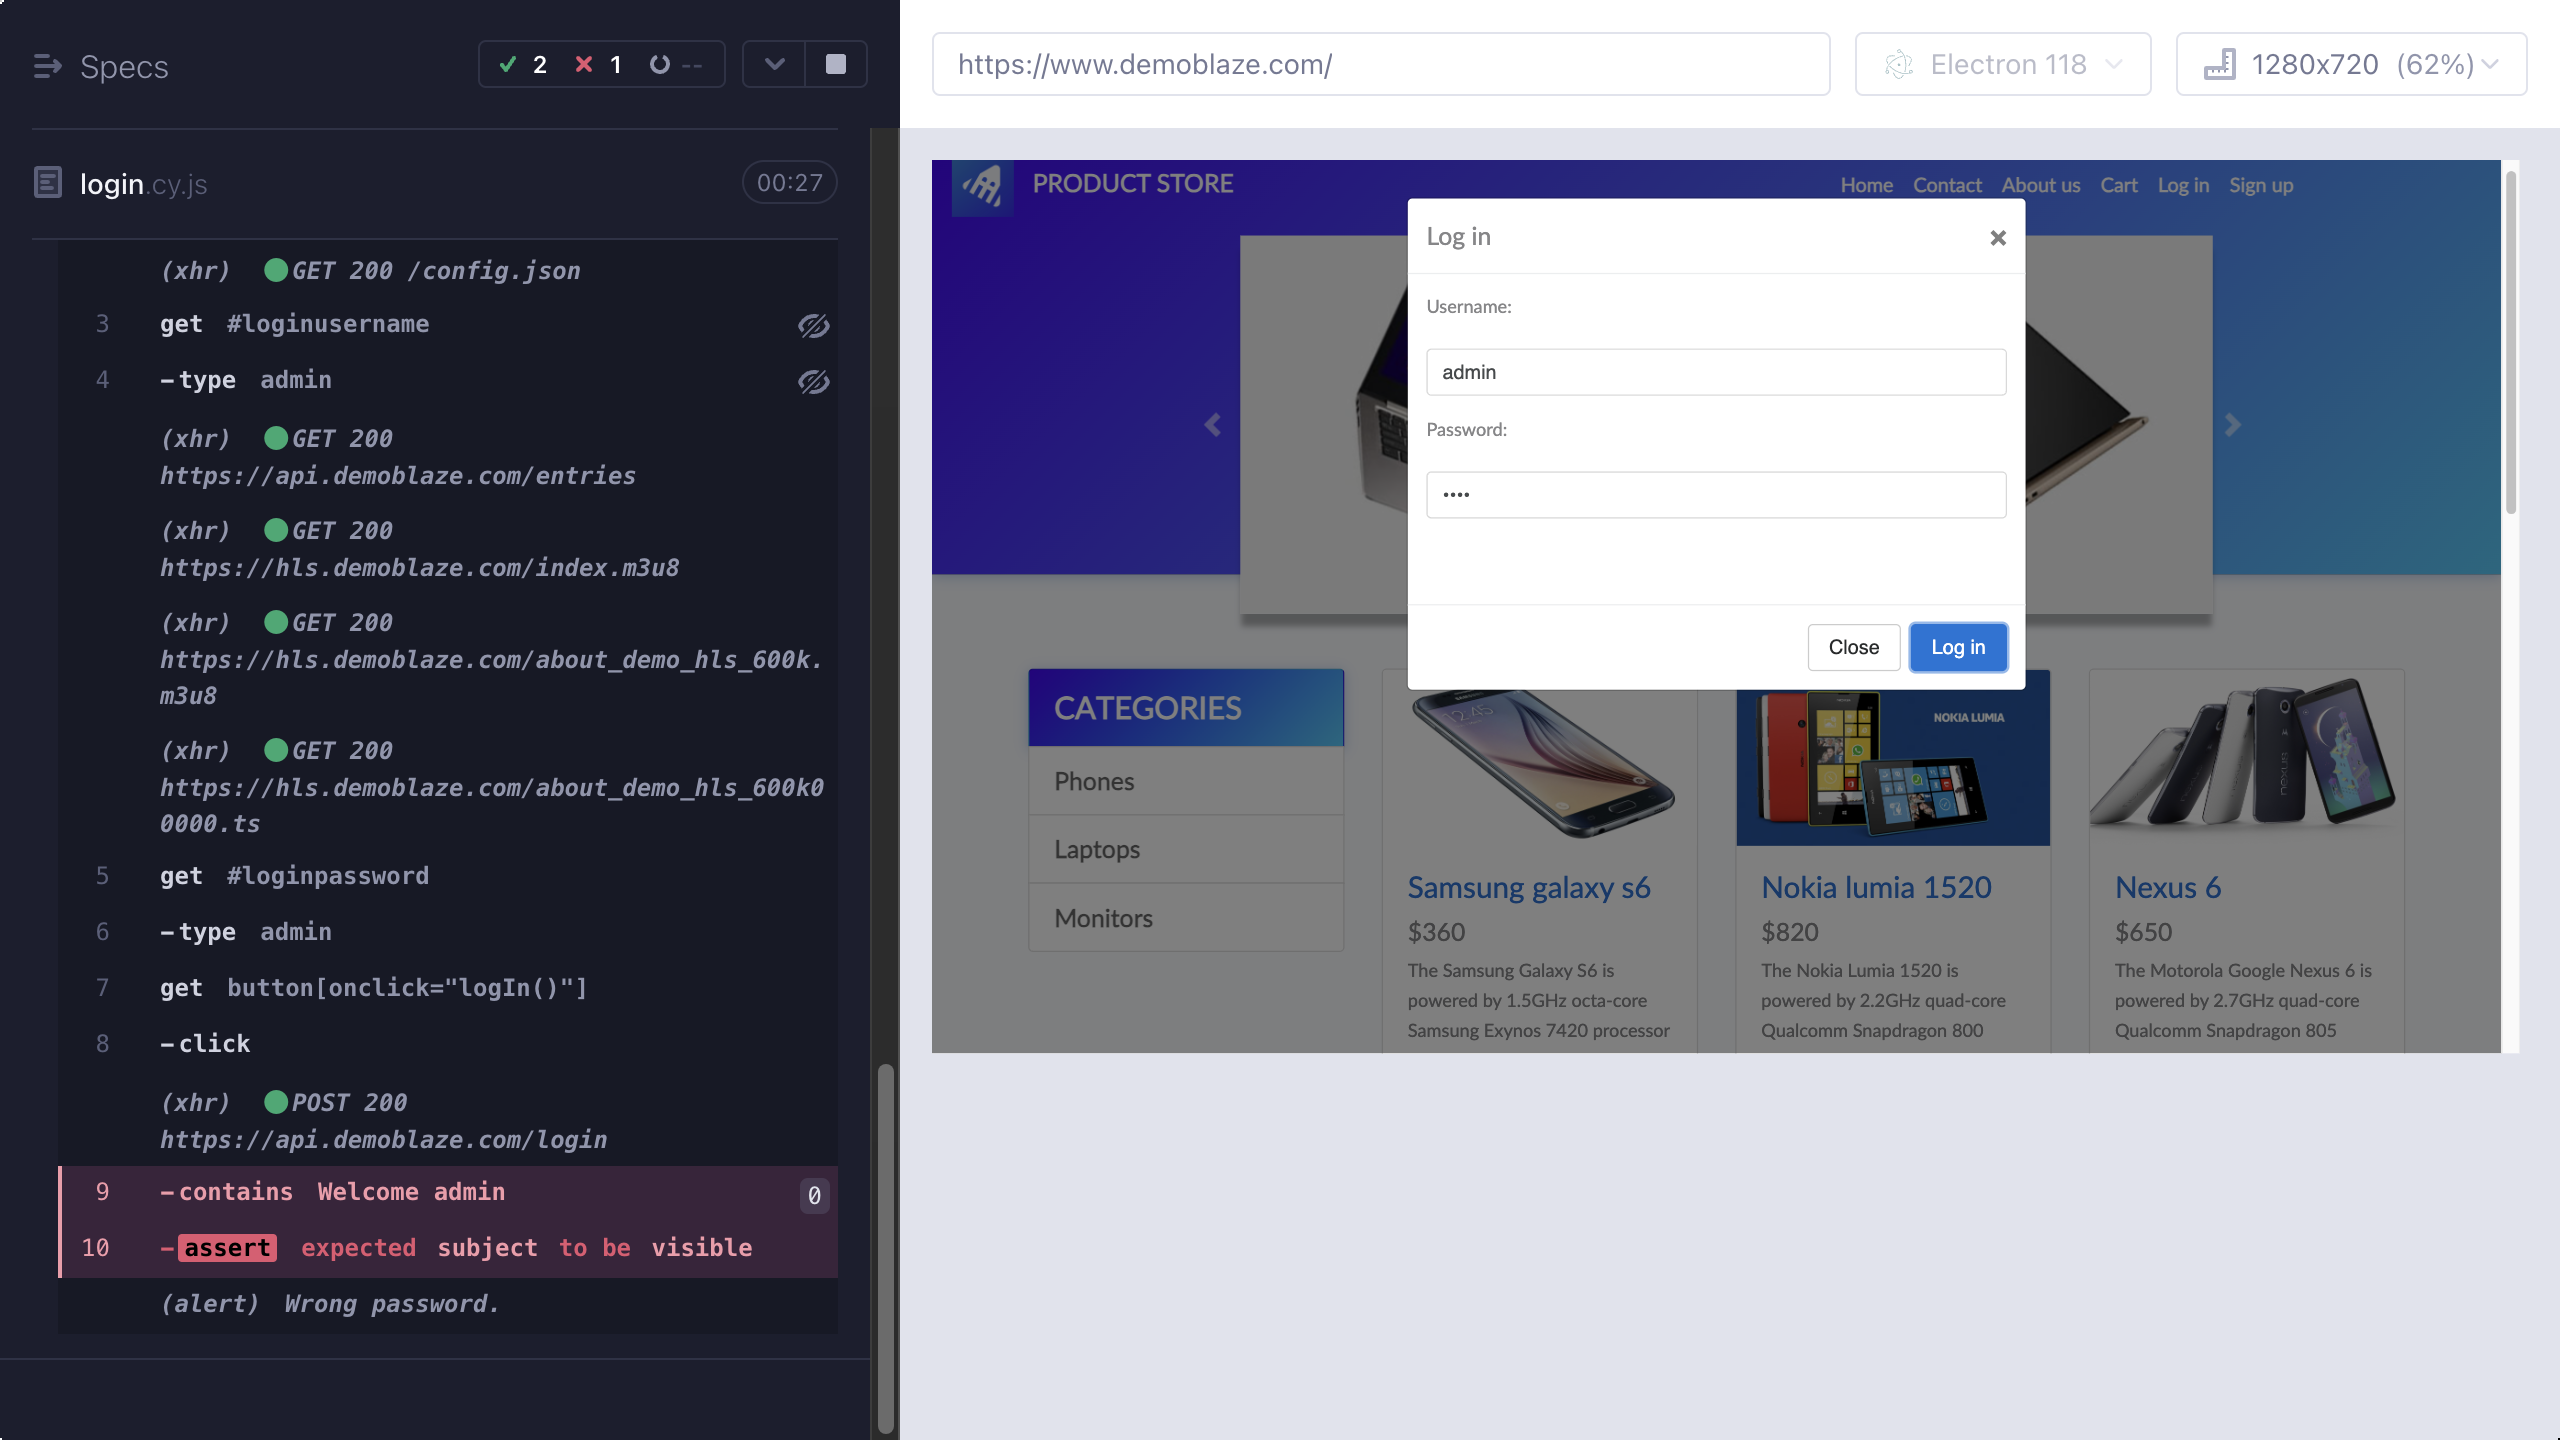 Specs
2 1 --
login.cy.js 00:27
(xhr) GET 200 /config.json
3 get #loginusername
4 -type admin
(xhr) GET 200
https://api.demoblaze.com/entries
(xhr) GET 200
https://hls.demoblaze.com/index.m3u8
(xhr) GET 200
https://hls.demoblaze.com/about_demo_hls_600k.
m3u8
(xhr) GET 200
https://hls.demoblaze.com/about_demo_hls_600k0
0000.ts
5 get #loginpassword
6 -type admin
7 get button[onclick="logIn()"]
8 -click
(xhr) POST 200
https://api.demoblaze.com/login
9 -contains Welcome admin 0
10 -assert expected subject to be visible
(alert) Wrong password.
https://www.demoblaze.com/
Electron 118
1280x720 (62%)
PRODUCT STORE
Home Contact About us Cart Log in Sign up
Log in ×
Username:
admin
Password:
••••
Close Log in
CATEGORIES
Phones
Laptops
Monitors
12:45
Samsung galaxy s6
$360
The Samsung Galaxy S6 is
powered by 1.5GHz octa-core
Samsung Exynos 7420 processor
NOKIA LUMIA
Nokia lumia 1520
$820
The Nokia Lumia 1520 is
powered by 2.2GHz quad-core
Qualcomm Snapdragon 800
nexus
Nexus 6
$650
The Motorola Google Nexus 6 is
powered by 2.7GHz quad-core
Qualcomm Snapdragon 805